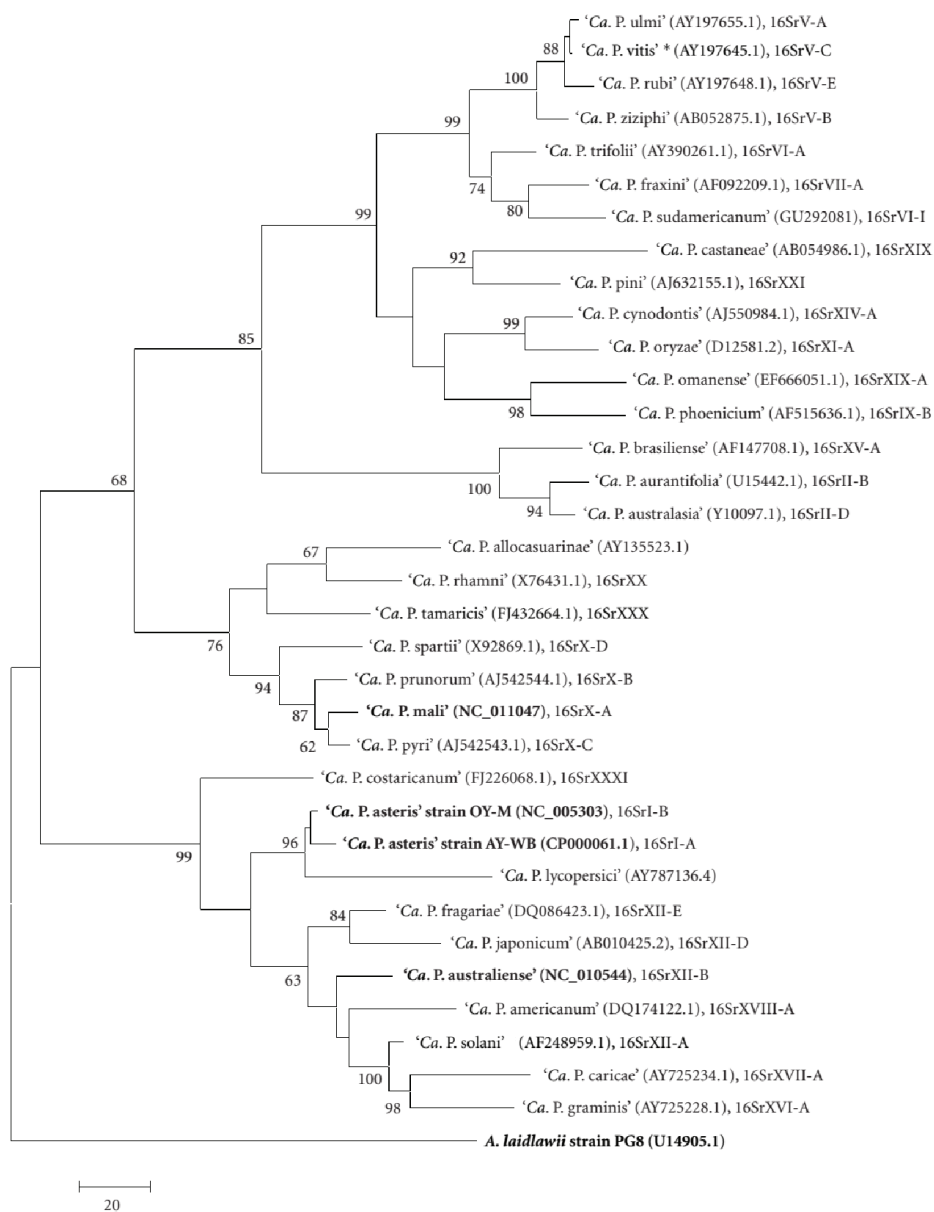 ‘Ca. P. ulmi’ (AY197655.1), 16SrV-A
‘Ca. P. vitis’ * (AY197645.1), 16SrV-C
88
‘Ca. P. rubi’ (AY197648.1), 16SrV-E
100
‘Ca. P. ziziphi’ (AB052875.1), 16SrV-B
99
‘Ca. P. trifolii’ (AY390261.1), 16SrVI-A
74
‘Ca. P. fraxini’ (AF092209.1), 16SrVII-A
80
‘Ca. P. sudamericanum’ (GU292081), 16SrVI-I
99
‘Ca. P. castaneae’ (AB054986.1), 16SrXIX
92
‘Ca. P. pini’ (AJ632155.1), 16SrXXI
‘Ca. P. cynodontis’ (AJ550984.1), 16SrXIV-A
99
85
‘Ca. P. oryzae’ (D12581.2), 16SrXI-A
‘Ca. P. omanense’ (EF666051.1), 16SrXIX-A
98
‘Ca. P. phoenicium’ (AF515636.1), 16SrIX-B
‘Ca. P. brasiliense’ (AF147708.1), 16SrXV-A
68
100
‘Ca. P. aurantifolia’ (U15442.1), 16SrII-B
94
‘Ca. P. australasia’ (Y10097.1), 16SrII-D
‘Ca. P. allocasuarinae’ (AY135523.1)
67
‘Ca. P. rhamni’ (X76431.1), 16SrXX
‘Ca. P. tamaricis’ (FJ432664.1), 16SrXXX
76
‘Ca. P. spartii’ (X92869.1), 16SrX-D
94
‘Ca. P. prunorum’ (AJ542544.1), 16SrX-B
87
‘Ca. P. mali’ (NC_011047), 16SrX-A
62
‘Ca. P. pyri’ (AJ542543.1), 16SrX-C
‘Ca. P. costaricanum’ (FJ226068.1), 16SrXXXI
‘Ca. P. asteris’ strain OY-M (NC_005303), 16SrI-B
96
‘Ca. P. asteris’ strain AY-WB (CP000061.1), 16SrI-A
99
‘Ca. P. lycopersici’ (AY787136.4)
‘Ca. P. fragariae’ (DQ086423.1), 16SrXII-E
84
‘Ca. P. japonicum’ (AB010425.2), 16SrXII-D
63
‘Ca. P. australiense’ (NC_010544), 16SrXII-B
‘Ca. P. americanum’ (DQ174122.1), 16SrXVIII-A
‘Ca. P. solani’ (AF248959.1), 16SrXII-A
100
‘Ca. P. caricae’ (AY725234.1), 16SrXVII-A
98
‘Ca. P. graminis’ (AY725228.1), 16SrXVI-A
A. laidlawii strain PG8 (U14905.1)
20